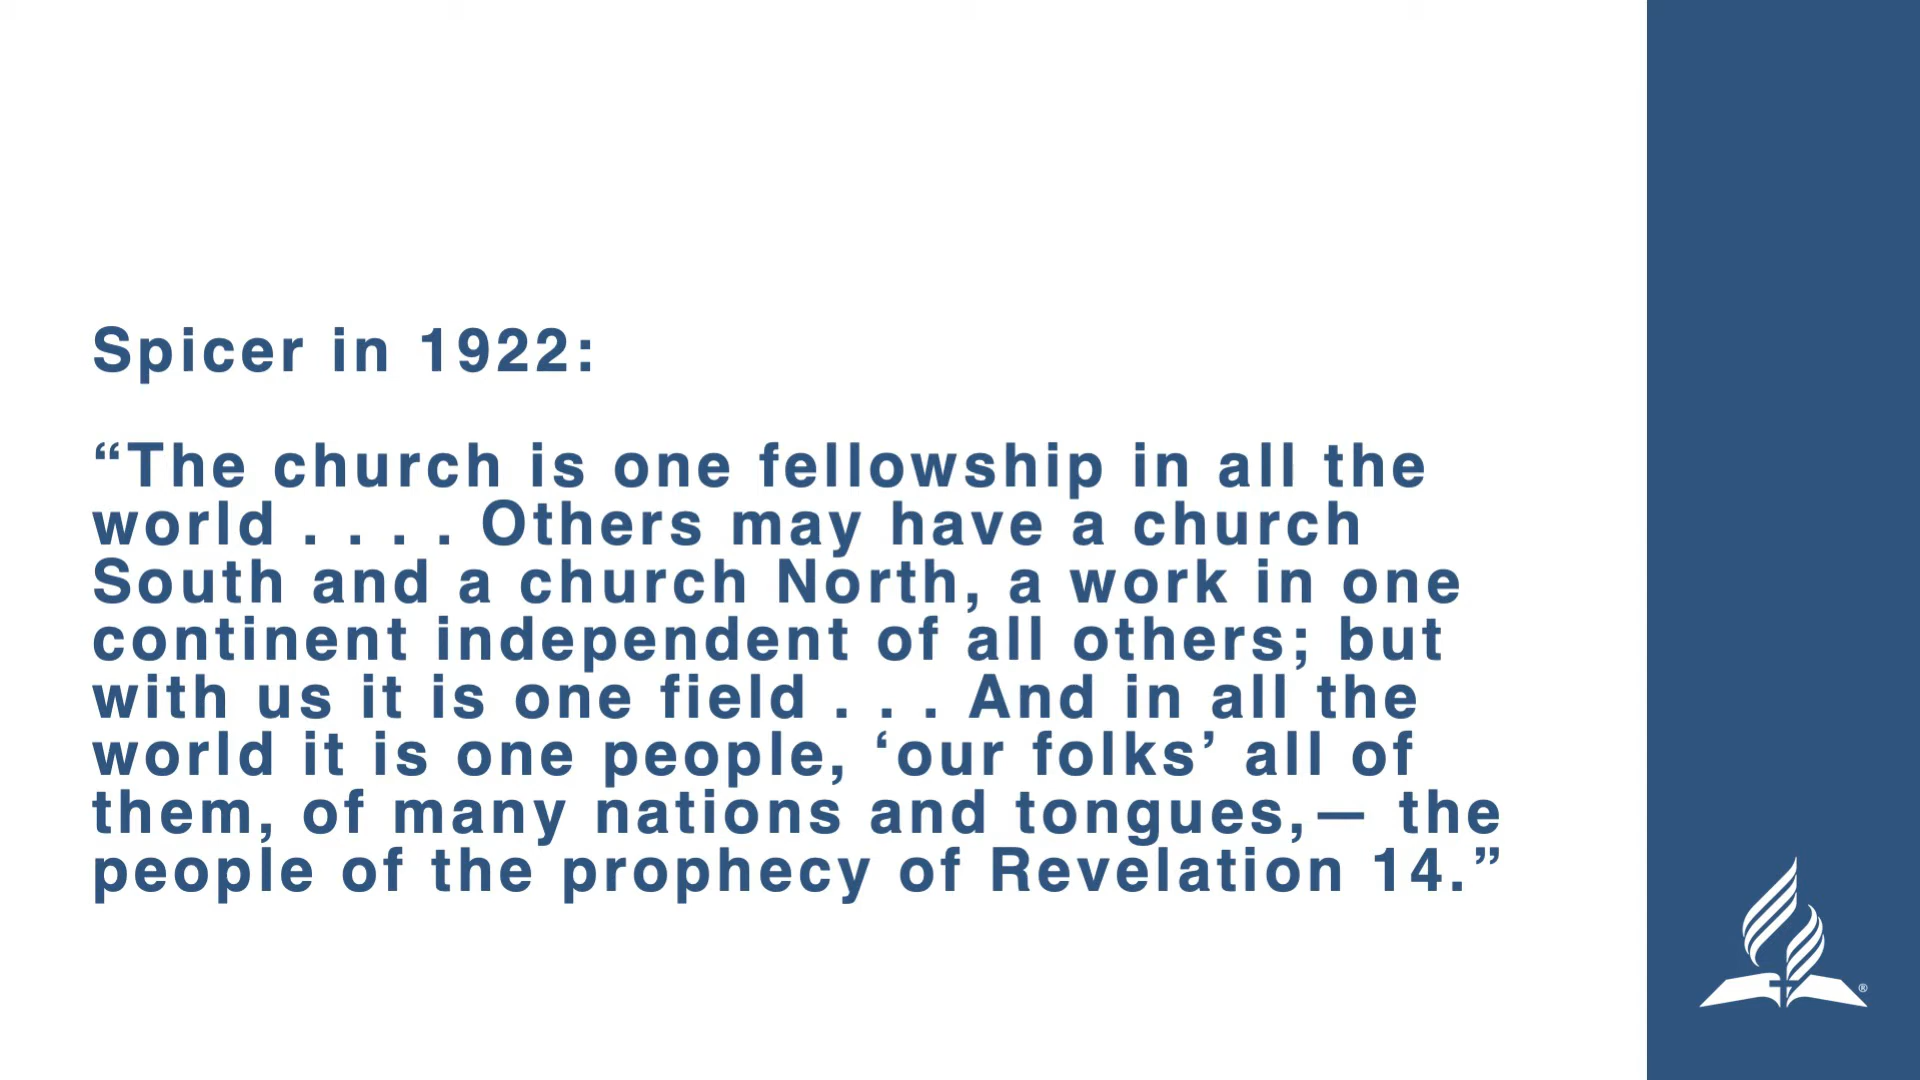 Spicer in 1922:
“The church is one fellowship in all the
world . . . . Others may have a church
South and a church North, a work in one
continent independent of all others; but
with us it is one field . . . And in all the
world it is one people, ‘our folks’ all of
them, of many nations and tongues,— the
people of the prophecy of Revelation 14.”
®